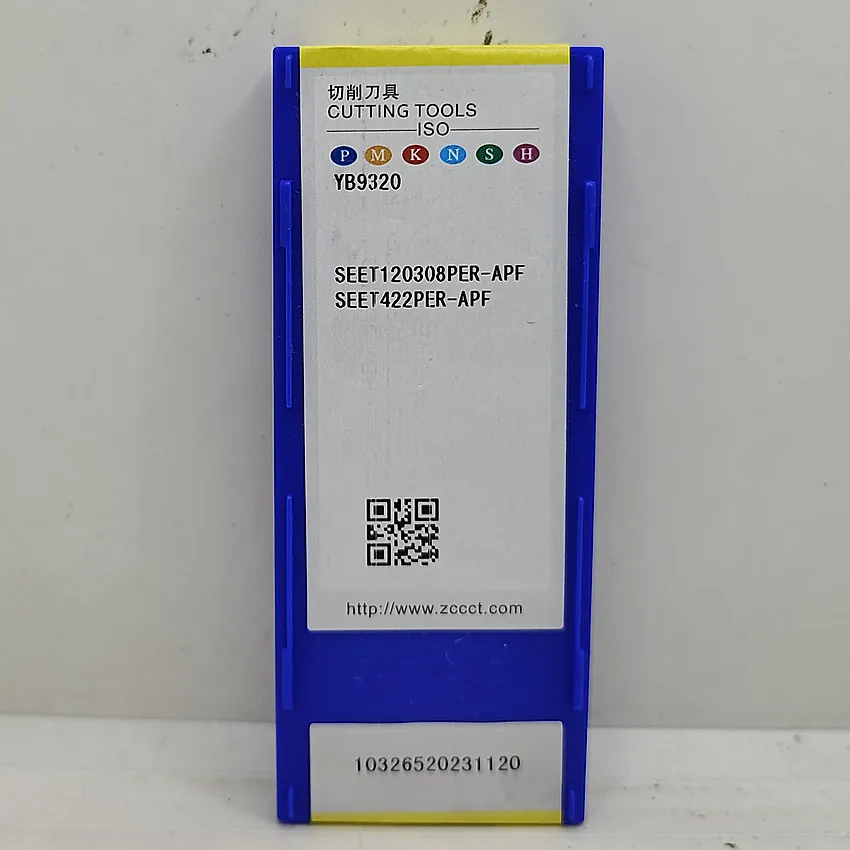 切削刀具
CUTTING TOOLS
ISO
P M K N S H
YB9320
SEET120308PER-APF
SEET422PER-APF
http://www.zccct.com
10326520231120